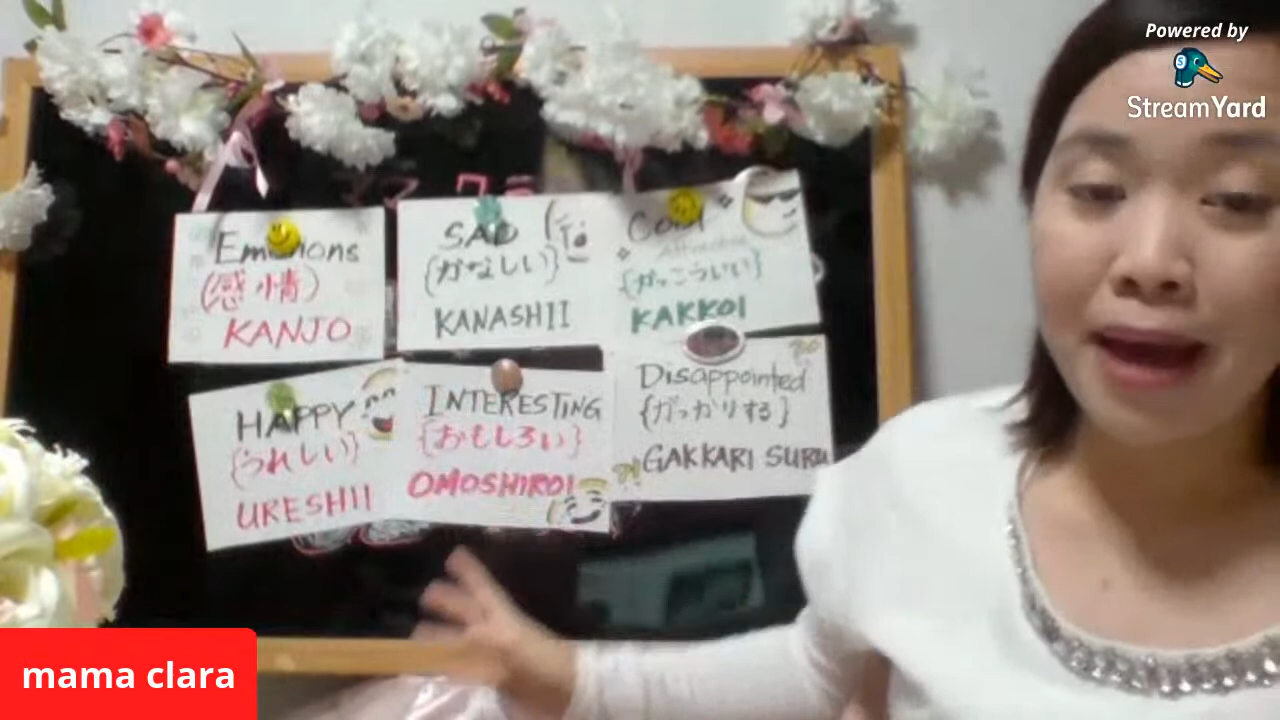 Powered by
StreamYard
Emotions
(感情)
KANJO
SAD
{かなしい}
KANASHII
Cool
Attractive
{かっこういい}
KAKKOI
HAPPY
{うれしい}
URESHII
INTERESTING
{おもしろい}
OMOSHIROI
Disappointed
{がっかりする}
GAKKARI SURU
mama clara